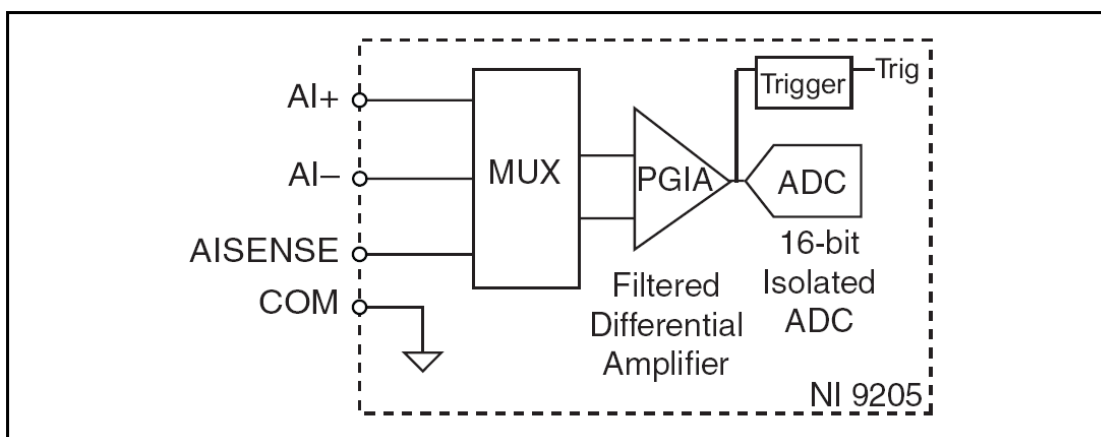 AI+
AI–
AISENSE
COM
MUX
PGIA
Filtered
Differential
Amplifier
Trigger
Trig
ADC
16-bit
Isolated
ADC
NI 9205